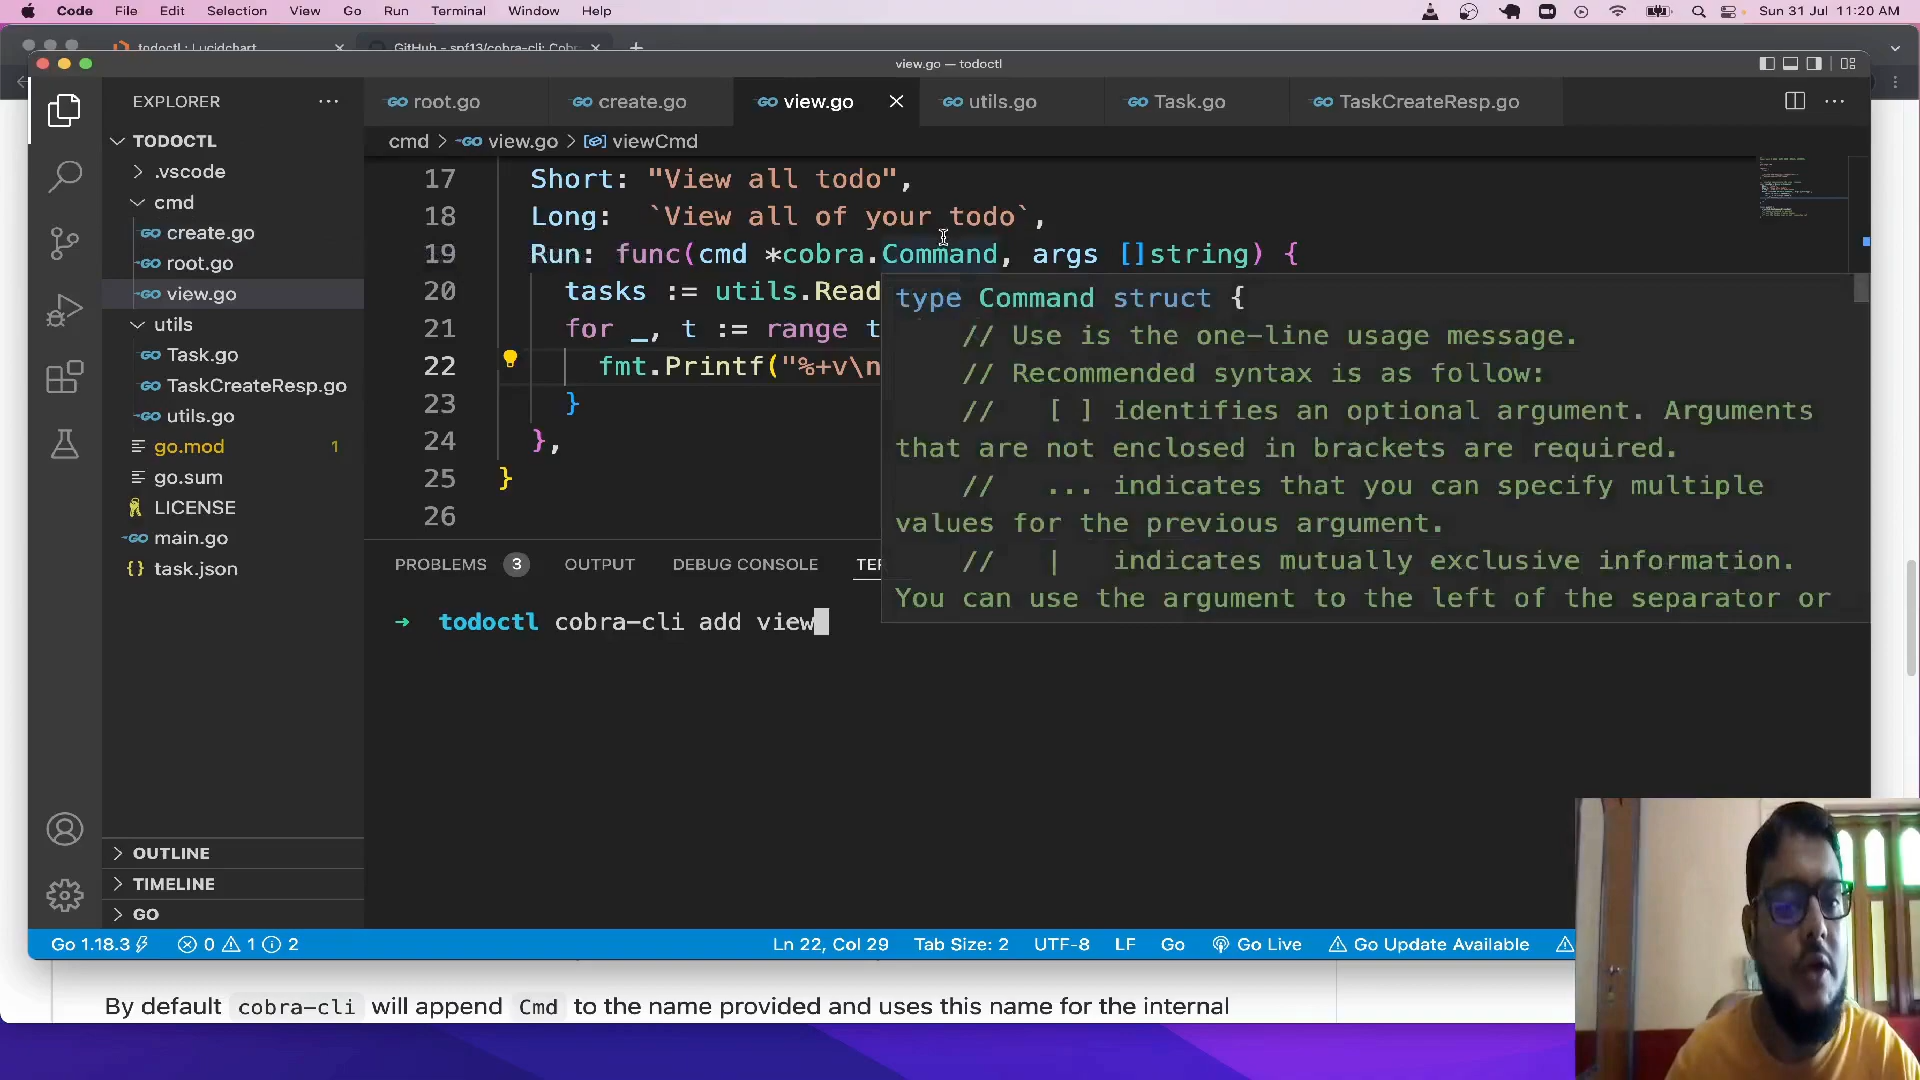 Code File Edit Selection View Go Run Terminal Window Help Sun 31 Jul 11:20 AM
todoctl : Lucidchart GitHub - spf13/cobra-cli: Cobr
view.go — todoctl
EXPLORER
TODOCTL
.vscode
cmd
create.go
root.go
view.go
utils
Task.go
TaskCreateResp.go
utils.go
go.mod 1
go.sum
LICENSE
main.go
task.json
OUTLINE
TIMELINE
GO
root.go create.go view.go utils.go Task.go TaskCreateResp.go
cmd > view.go > viewCmd
17 Short: "View all todo",
18 Long: `View all of your todo`,
19 Run: func(cmd *cobra.Command, args []string) {
20 tasks := utils.Read
21 for _, t := range t
22 fmt.Printf("%+v\n
23 }
24 },
25 }
26
type Command struct {
// Use is the one-line usage message.
// Recommended syntax is as follow:
// [ ] identifies an optional argument. Arguments
that are not enclosed in brackets are required.
// ... indicates that you can specify multiple
values for the previous argument.
// | indicates mutually exclusive information.
You can use the argument to the left of the separator or
PROBLEMS 3 OUTPUT DEBUG CONSOLE TER
→ todoctl cobra-cli add view
Go 1.18.3 0 1 2 Ln 22, Col 29 Tab Size: 2 UTF-8 LF Go Go Live Go Update Available
By default cobra-cli will append Cmd to the name provided and uses this name for the internal